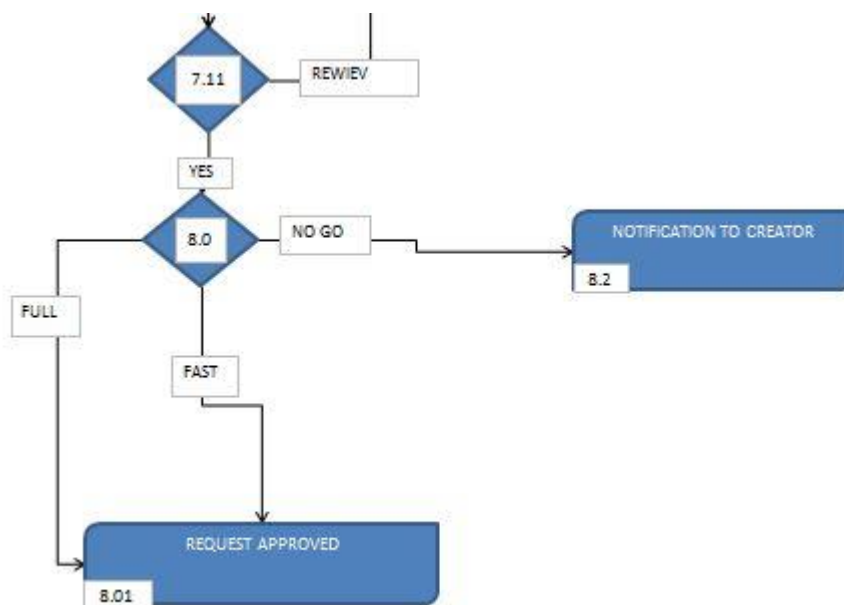 7.11
REWIEV
YES
8.0
NO GO
NOTIFICATION TO CREATOR
8.2
FULL
FAST
REQUEST APPROVED
8.01